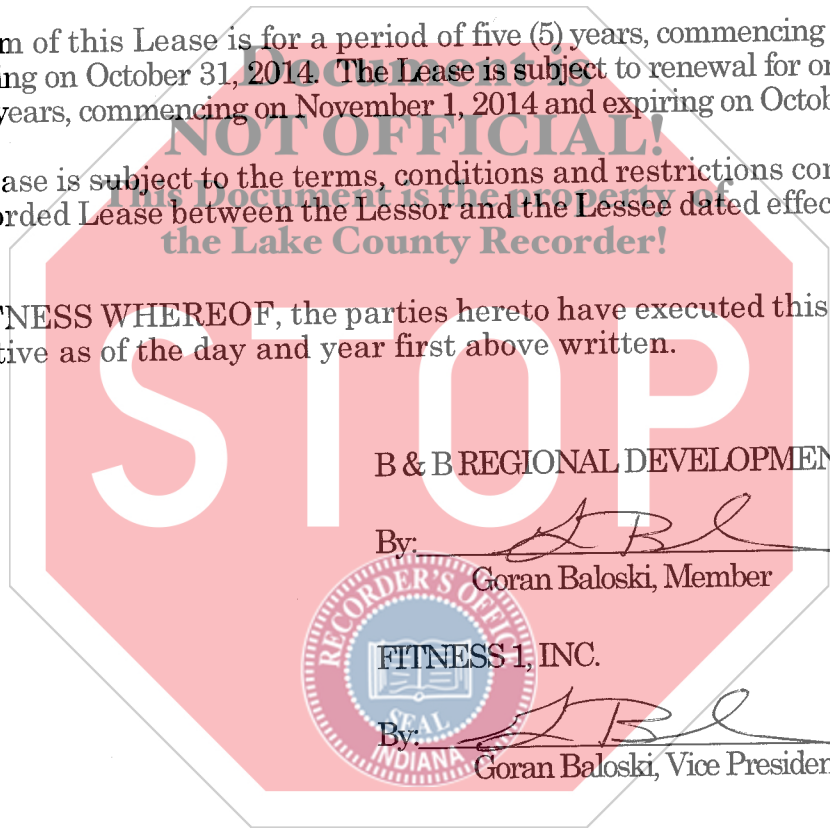 m of this Lease is for a period of five (5) years, commencing
ing on October 31, 2014. The Lease is subject to renewal for
years, commencing on November 1, 2014 and expiring on Octob
Document is
NOT OFFICIAL!
ase is subject to the terms, conditions and restrictions con
This Document is the property of
orded Lease between the Lessor and the Lessee dated effec
the Lake County Recorder!
NESS WHEREOF, the parties hereto have executed this
tive as of the day and year first above written.
STOP
B & B REGIONAL DEVELOPMEN
By:
Goran Baloski, Member
RECORDER'S OFFICE
FITNESS 1, INC.
SEAL
INDIANA
By:
Goran Baloski, Vice Presiden